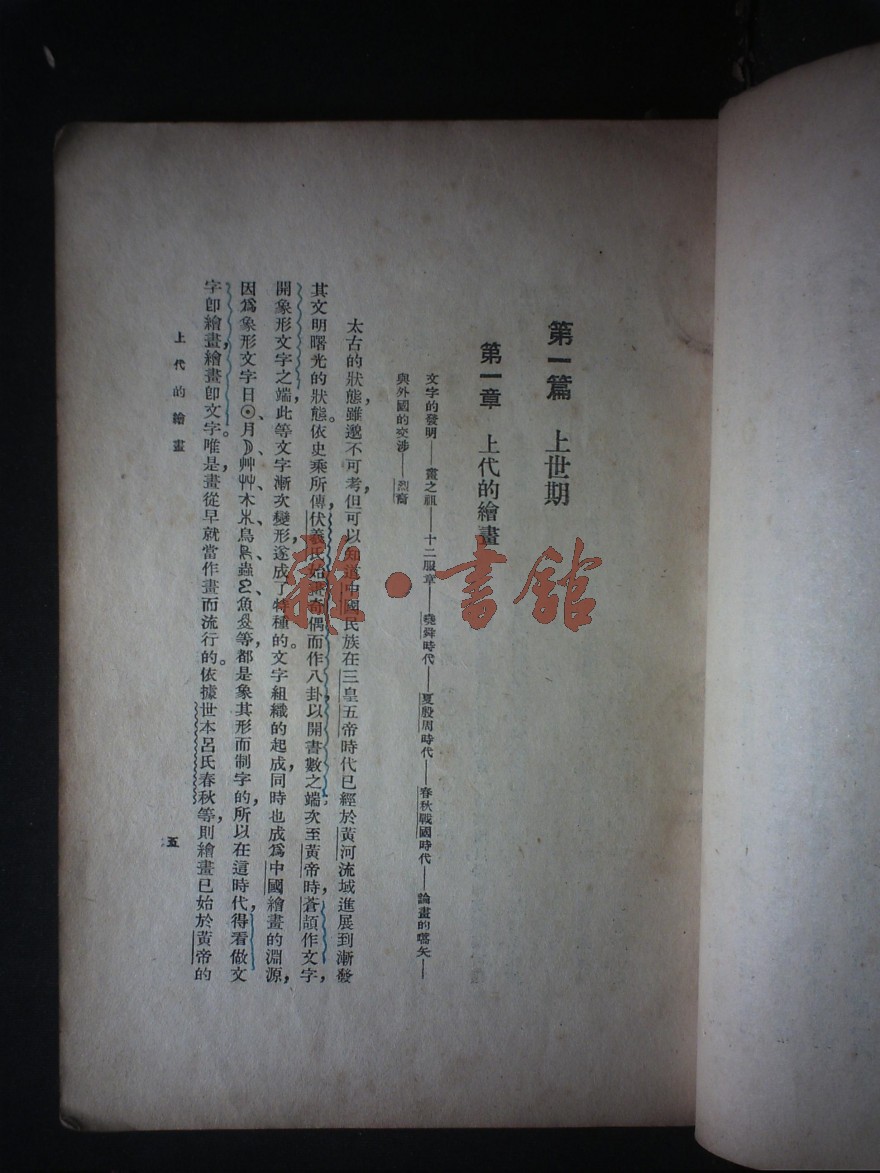 第一篇 上世期
第一章 上代的繪畫
文字的發明——畫之祖——十二服章——堯舜時代——夏殷周時代——春秋戰國時代——論畫的嚆矢——
與外國的交涉——烈裔
太古的狀態，雖邈不可考，但可以知道中國民族在三皇五帝時代已經於黃河流域進展到漸發
其文明曙光的狀態。依史乘所傳伏羲氏始畫奇偶而作八卦，以開書數之端。次至黃帝時，蒼頡作文字，
開象形文字之端，此等文字漸次變形，遂成了特種的文字組織的起成，同時也成爲中國繪畫的淵源，
因爲象形文字日☉、月、艸艸、木、鳥、蟲、魚等，都是象其形而制字的，所以在這時代，得看做文
字卽繪畫，繪畫卽文字。唯是畫從早就當作畫而流行的。依據世本呂氏春秋等，則繪畫已始於黃帝的
上代的繪畫
五
雜·書館